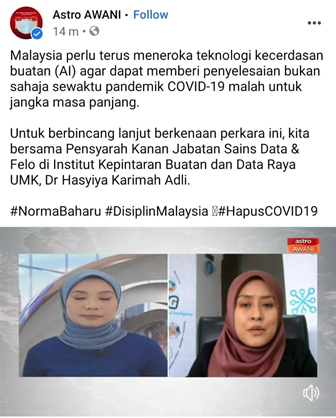 Astro AWANI · Follow
14 m ·
Malaysia perlu terus meneroka teknologi kecerdasan
buatan (AI) agar dapat memberi penyelesaian bukan
sahaja sewaktu pandemik COVID-19 malah untuk
jangka masa panjang.
Untuk berbincang lanjut berkenaan perkara ini, kita
bersama Pensyarah Kanan Jabatan Sains Data &
Felo di Institut Kepintaran Buatan dan Data Raya
UMK, Dr Hasyiya Karimah Adli.
#NormaBaharu #DisiplinMalaysia #HapusCOVID19
astro
AWANI